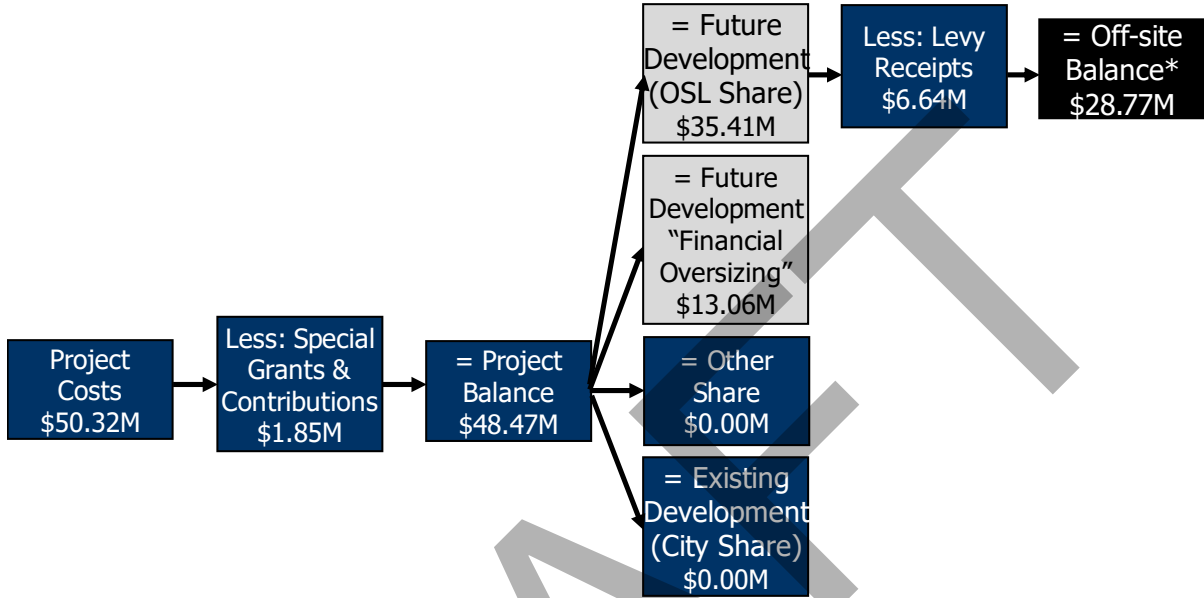 Project
Costs
$50.32M
Less: Special
Grants &
Contributions
$1.85M
= Project
Balance
$48.47M
= Future
Development
(OSL Share)
$35.41M
Less: Levy
Receipts
$6.64M
= Off-site
Balance*
$28.77M
= Future
Development
“Financial
Oversizing”
$13.06M
= Other
Share
$0.00M
= Existing
Development
(City Share)
$0.00M